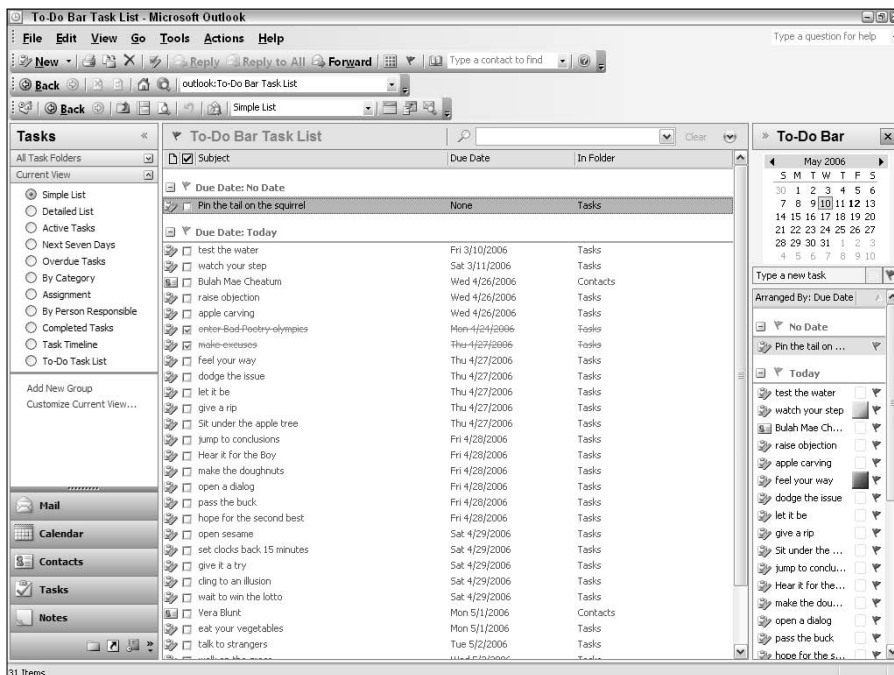 To-Do Bar Task List - Microsoft Outlook
File Edit View Go Tools Actions Help
Type a question for help
New Reply Reply to All Forward Type a contact to find
Back outlook:To-Do Bar Task List
Back Simple List
Tasks
All Task Folders
Current View
Simple List
Detailed List
Active Tasks
Next Seven Days
Overdue Tasks
By Category
Assignment
By Person Responsible
Completed Tasks
Task Timeline
To-Do Task List
Add New Group
Customize Current View...
Mail
Calendar
Contacts
Tasks
Notes
To-Do Bar Task List Clear
Subject Due Date In Folder
Due Date: No Date
Pin the tail on the squirrel None Tasks
Due Date: Today
test the water Fri 3/10/2006 Tasks
watch your step Sat 3/11/2006 Tasks
Bulah Mae Cheatum Wed 4/26/2006 Contacts
raise objection Wed 4/26/2006 Tasks
apple carving Wed 4/26/2006 Tasks
enter Bad Poetry olympics Mon 4/24/2006 Tasks
make excuses Thu 4/27/2006 Tasks
feel your way Thu 4/27/2006 Tasks
dodge the issue Thu 4/27/2006 Tasks
let it be Thu 4/27/2006 Tasks
give a rip Thu 4/27/2006 Tasks
Sit under the apple tree Thu 4/27/2006 Tasks
jump to conclusions Fri 4/28/2006 Tasks
Hear it for the Boy Fri 4/28/2006 Tasks
make the doughnuts Fri 4/28/2006 Tasks
open a dialog Fri 4/28/2006 Tasks
pass the buck Fri 4/28/2006 Tasks
hope for the second best Fri 4/28/2006 Tasks
open sesame Sat 4/29/2006 Tasks
set clocks back 15 minutes Sat 4/29/2006 Tasks
give it a try Sat 4/29/2006 Tasks
cling to an illusion Sat 4/29/2006 Tasks
wait to win the lotto Sat 4/29/2006 Tasks
Vera Blunt Mon 5/1/2006 Contacts
eat your vegetables Mon 5/1/2006 Tasks
talk to strangers Tue 5/2/2006 Tasks
To-Do Bar
May 2006
S M T W T F S
30 1 2 3 4 5 6
7 8 9 10 11 12 13
14 15 16 17 18 19 20
21 22 23 24 25 26 27
28 29 30 31 1 2 3
4 5 6 7 8 9 10
Type a new task
Arranged By: Due Date
No Date
Pin the tail on ...
Today
test the water
watch your step
Bulah Mae Ch...
raise objection
apple carving
feel your way
dodge the issue
let it be
give a rip
Sit under the ...
jump to conclu...
Hear it for the...
make the dou...
open a dialog
pass the buck
hope for the s...
31 Items